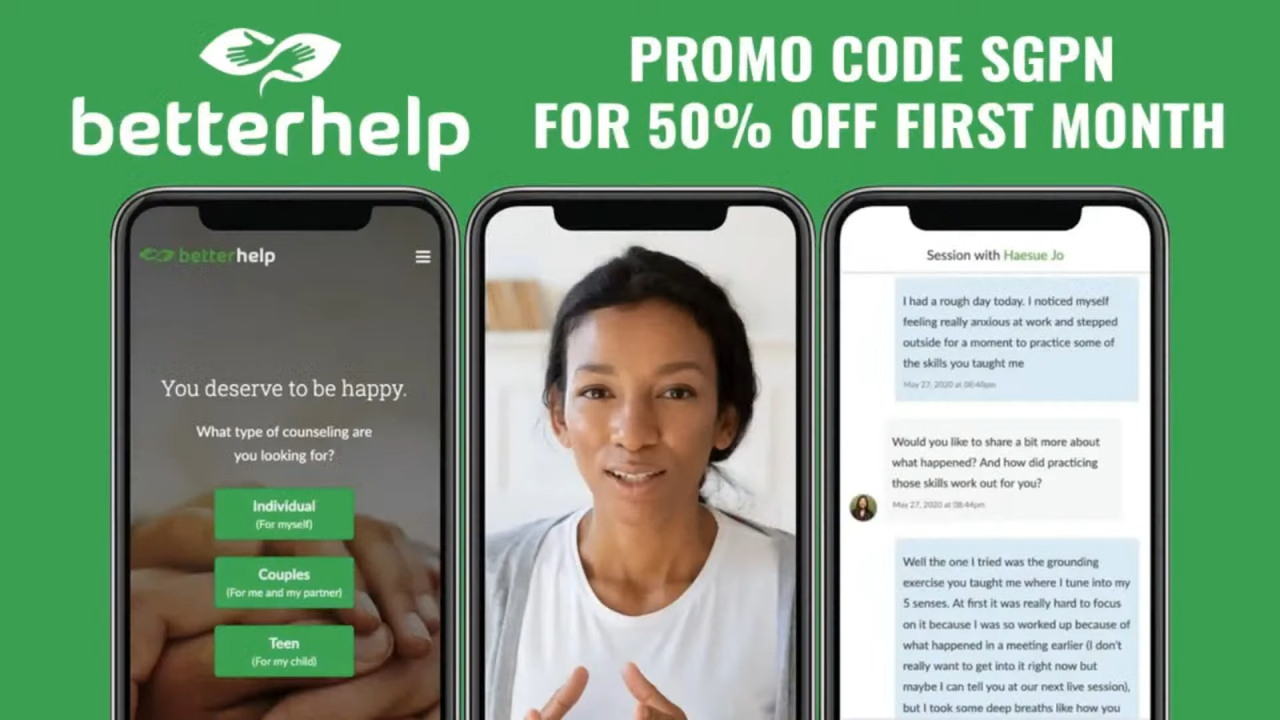 betterhelp
PROMO CODE SGPN
FOR 50% OFF FIRST MONTH
betterhelp
You deserve to be happy.
What type of counseling are
you looking for?
Individual
(For myself)
Couples
(For me and my partner)
Teen
(For my child)
Session with Haesue Jo
I had a rough day today. I noticed myself
feeling really anxious at work and stepped
outside for a moment to practice some of
the skills you taught me
May 27, 2020 at 08:40pm
Would you like to share a bit more about
what happened? And how did practicing
those skills work out for you?
May 27, 2020 at 08:44pm
Well the one I tried was the grounding
exercise you taught me where I tune into my
5 senses. At first it was really hard to focus
on it because I was so worked up because of
what happened in a meeting earlier (I don't
really want to get into it right now but
maybe I can tell you at our next live session),
but I took some deep breaths like how you